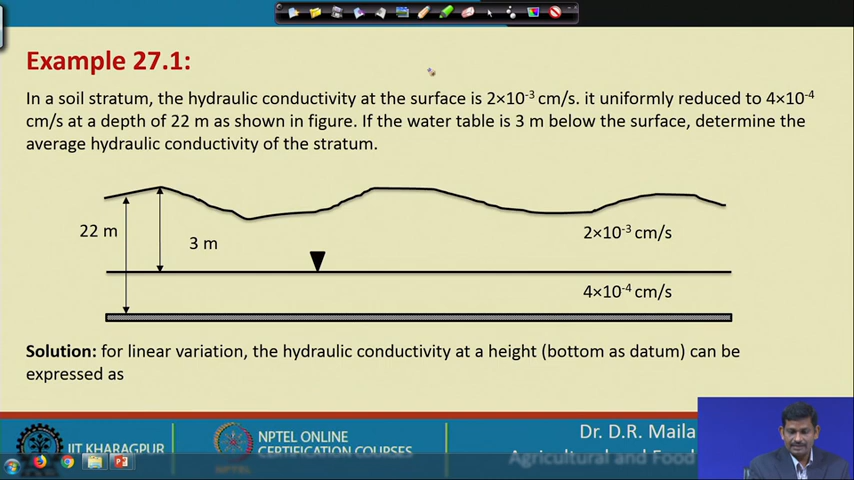 Example 27.1:
In a soil stratum, the hydraulic conductivity at the surface is 2×10⁻³ cm/s. it uniformly reduced to 4×10⁻⁴
cm/s at a depth of 22 m as shown in figure. If the water table is 3 m below the surface, determine the
average hydraulic conductivity of the stratum.
22 m
3 m
2×10⁻³ cm/s
4×10⁻⁴ cm/s
Solution: for linear variation, the hydraulic conductivity at a height (bottom as datum) can be
expressed as
IIT KHARAGPUR
NPTEL ONLINE
CERTIFICATION COURSES
Dr. D.R. Maila
Agricultural and Food